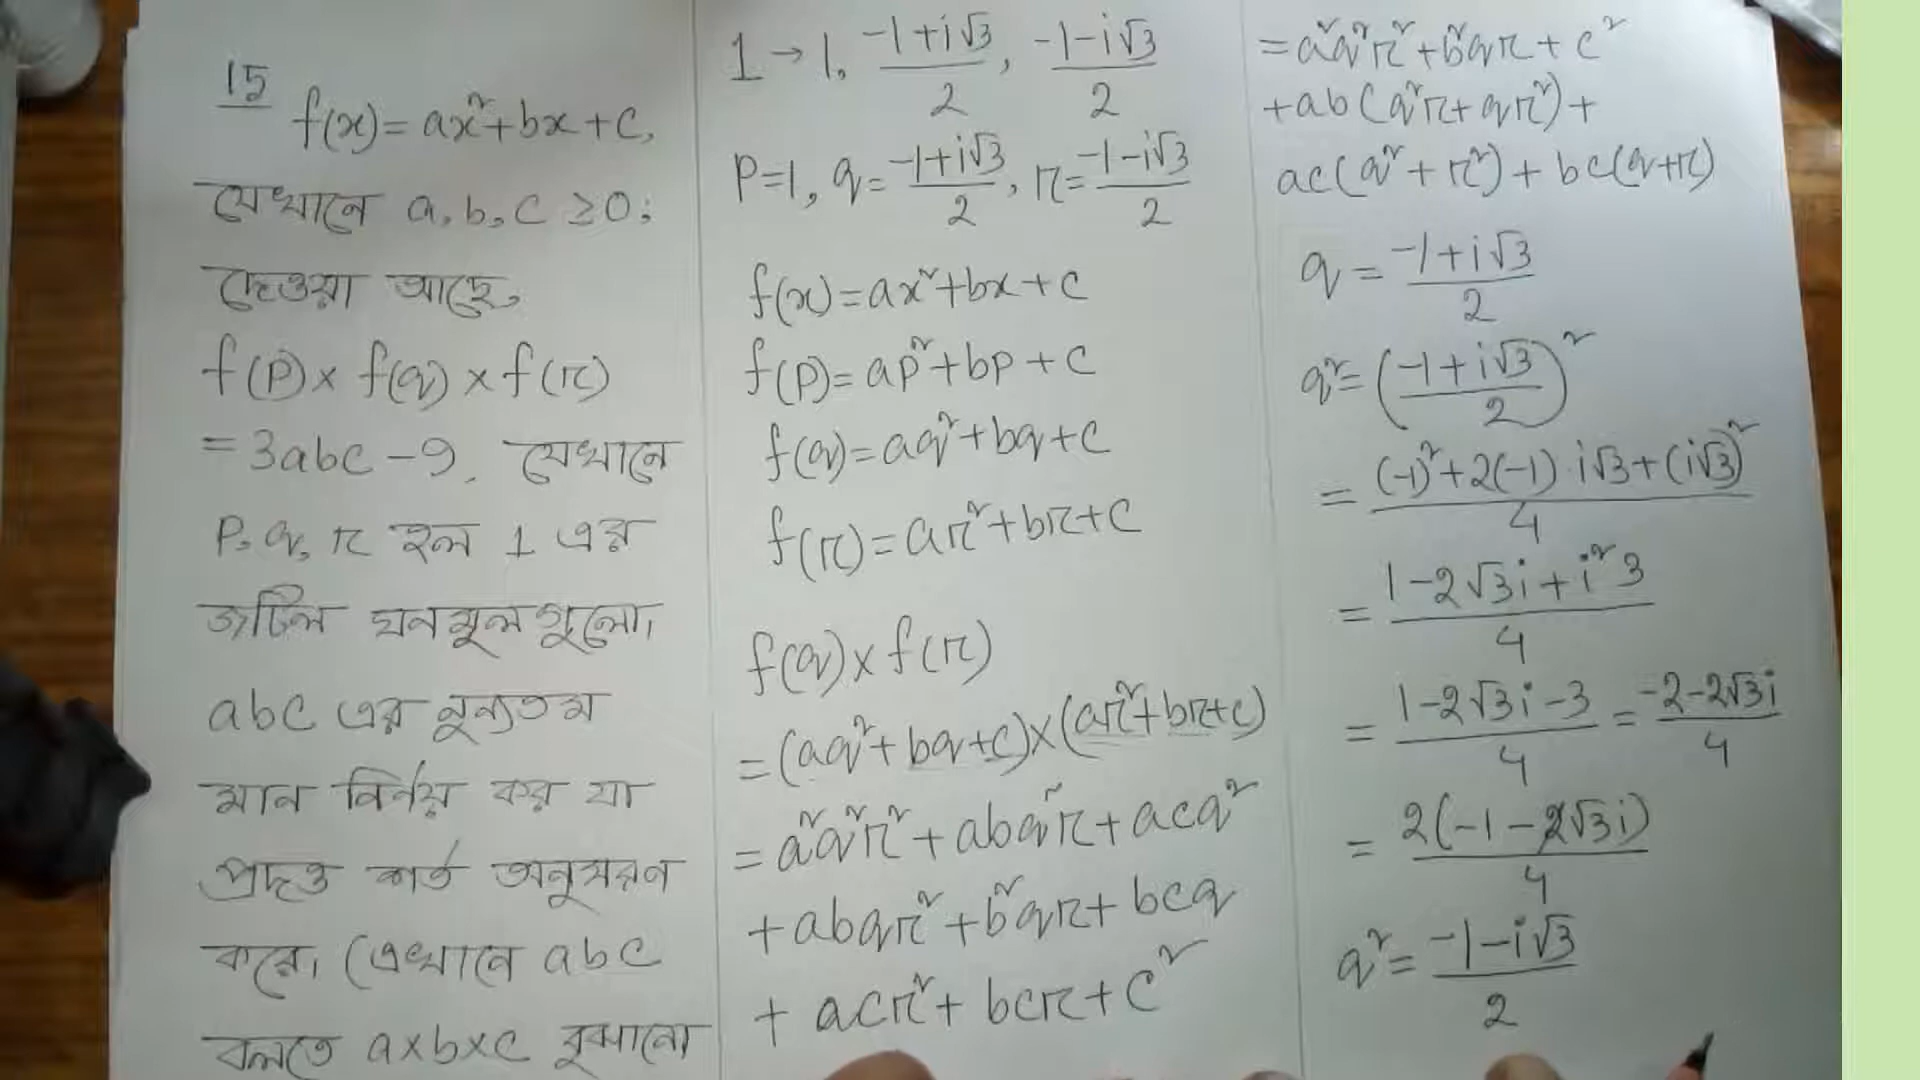 15
f(x)=ax²+bx+c,
যেখানে a, b, c ≥0;
দেওয়া আছে,
f(p)× f(q) × f(r)
= 3abc - 9, যেখানে
p, q, r হল 1 এর
জটিল ঘনমূলগুলো।
abc এর নূন্যতম
মান নির্ণয় কর যা
প্রদত্ত শর্ত অনুসরণ
করে। (এখানে abc
বলতে a×b×c বুঝানো
1→1, (-1+i√3)/2, (-1-i√3)/2
P=1, q=(-1+i√3)/2, r=(-1-i√3)/2
f(x)=ax²+bx+c
f(p)=ap²+bp+c
f(q)=aq²+bq+c
f(r)=ar²+br+c
f(q)×f(r)
=(aq²+bq+c)×(ar²+br+c)
=a²q²r²+abq²r+acq²
+abqr²+b²qr+bcq
+acr²+bcr+c²
=a²q²r²+b²qr+c²
+ab(q²r+qr²)+
ac(q²+r²)+bc(q+r)
q=(-1+i√3)/2
q²=((-1+i√3)/2)²
=((-1)²+2(-1)·i√3+(i√3)²)/4
=(1-2√3i+i²3)/4
=(1-2√3i-3)/4=(-2-2√3i)/4
=2(-1-√3i)/4
q²=(-1-i√3)/2